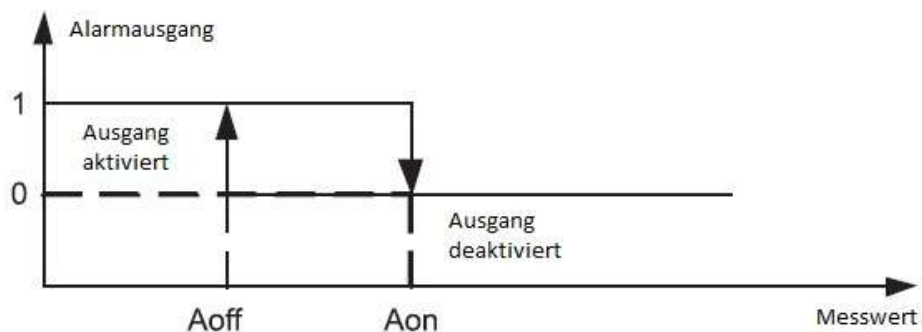 Alarmausgang
1
Ausgang
aktiviert
0
Ausgang
deaktiviert
Aoff
Aon
Messwert